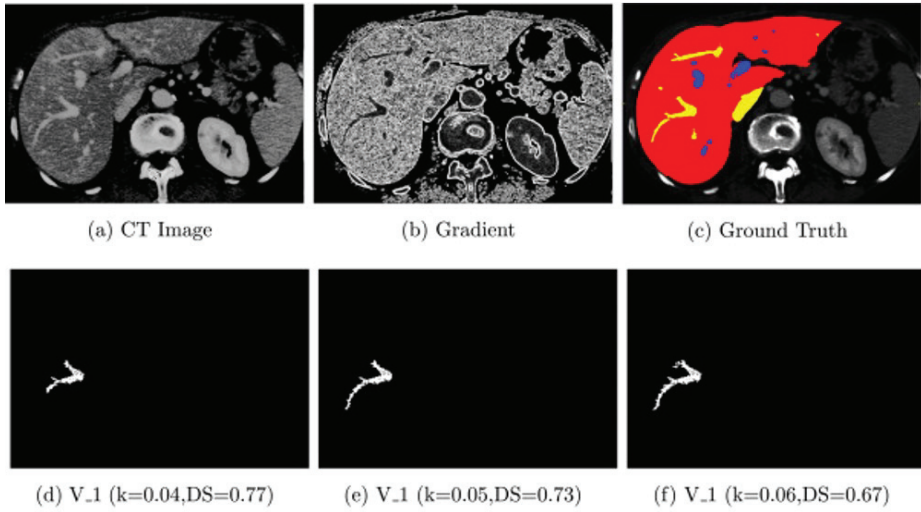 (a) CT Image
(b) Gradient
(c) Ground Truth
(d) V_1 (k=0.04,DS=0.77)
(e) V_1 (k=0.05,DS=0.73)
(f) V_1 (k=0.06,DS=0.67)